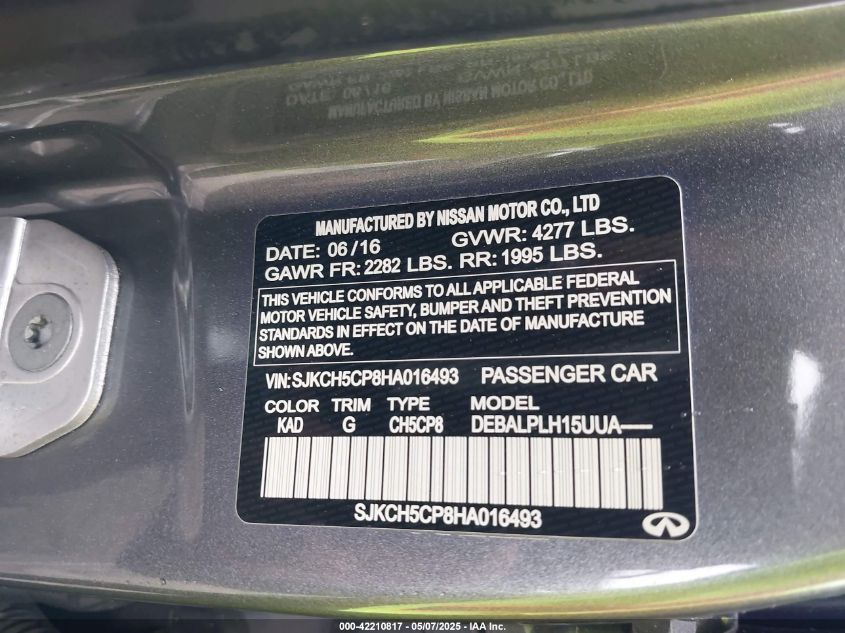 MANUFACTURED BY NISSAN MOTOR CO., LTD
DATE: 06/16 GVWR: 4277 LBS.
GAWR FR: 2282 LBS. RR: 1995 LBS.
THIS VEHICLE CONFORMS TO ALL APPLICABLE FEDERAL
MOTOR VEHICLE SAFETY, BUMPER AND THEFT PREVENTION
STANDARDS IN EFFECT ON THE DATE OF MANUFACTURE
SHOWN ABOVE.
VIN: SJKCH5CP8HA016493 PASSENGER CAR
COLOR TRIM TYPE MODEL
KAD G CH5CP8 DEBALPLH15UUA——
SJKCH5CP8HA016493
000-42210817 - 05/07/2025 - IAA Inc.